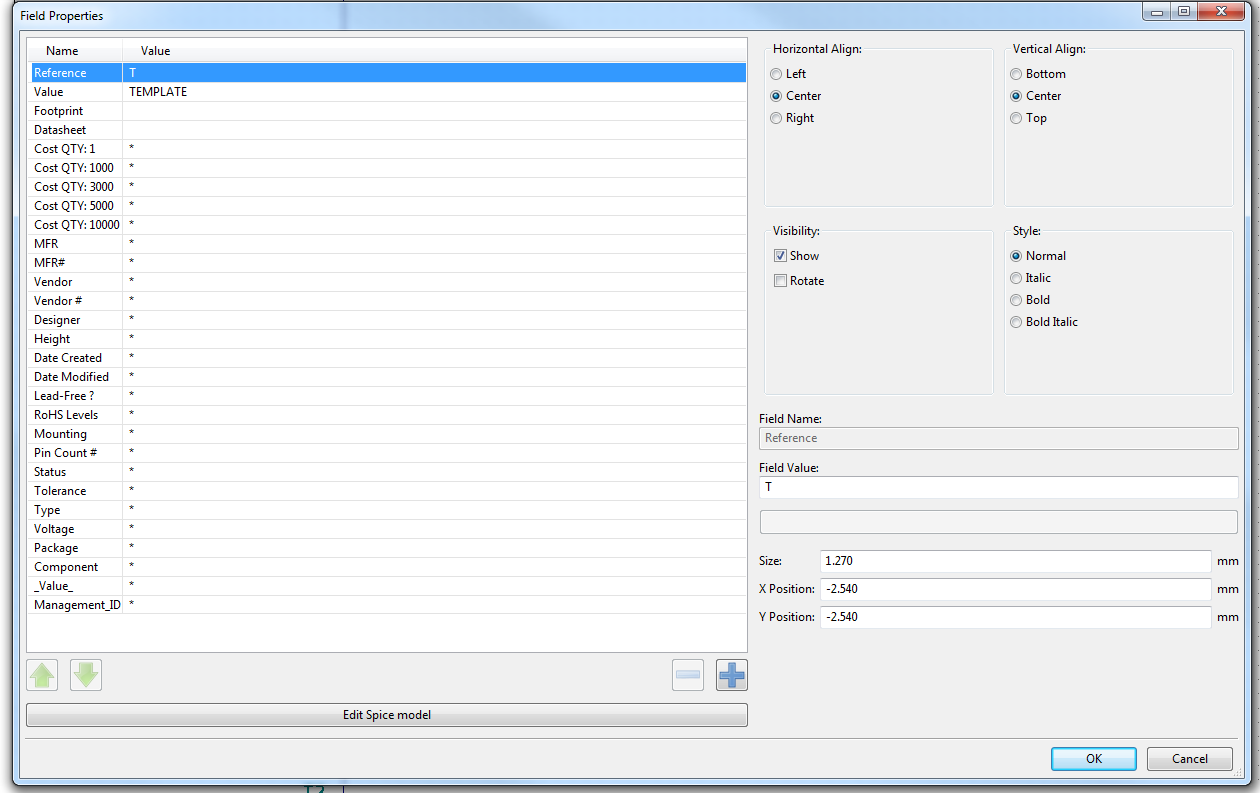 Field Properties
Name Value
Reference T
Value TEMPLATE
Footprint
Datasheet
Cost QTY: 1 *
Cost QTY: 1000 *
Cost QTY: 3000 *
Cost QTY: 5000 *
Cost QTY: 10000 *
MFR *
MFR# *
Vendor *
Vendor # *
Designer *
Height *
Date Created *
Date Modified *
Lead-Free ? *
RoHS Levels *
Mounting *
Pin Count # *
Status *
Tolerance *
Type *
Voltage *
Package *
Component *
_Value_ *
Management_ID *
Edit Spice model
Horizontal Align:
Left
Center
Right
Vertical Align:
Bottom
Center
Top
Visibility:
Show
Rotate
Style:
Normal
Italic
Bold
Bold Italic
Field Name:
Reference
Field Value:
T
Size: 1.270 mm
X Position: -2.540 mm
Y Position: -2.540 mm
OK Cancel